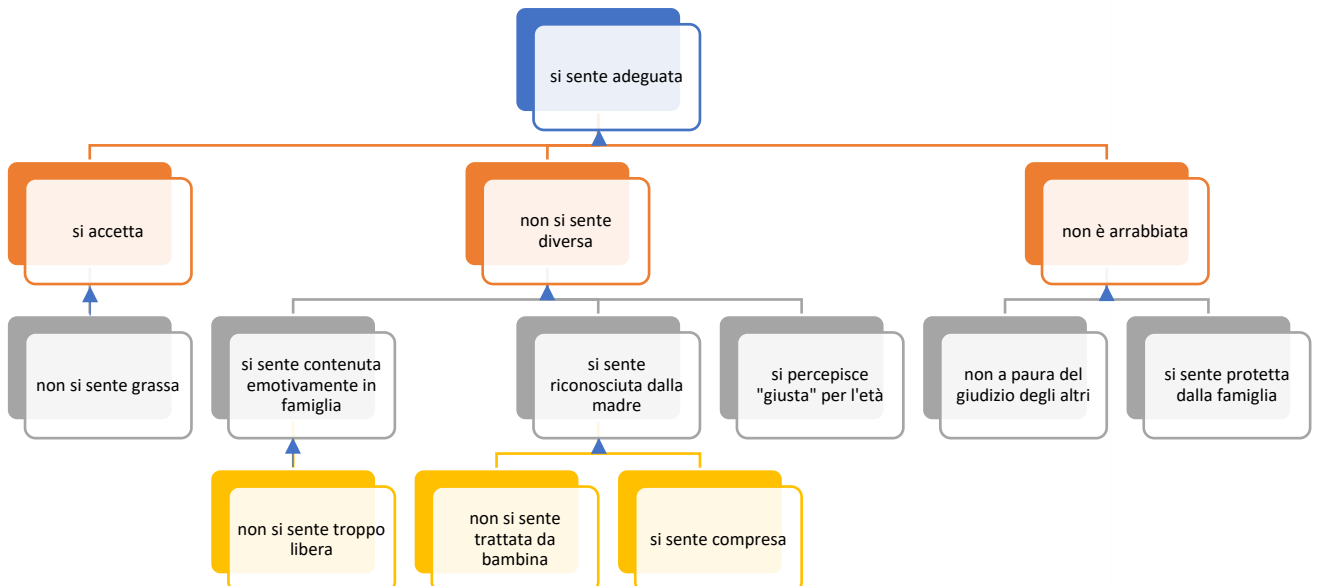 si sente adeguata
si accetta
non si sente
diversa
non è arrabbiata
non si sente grassa
si sente contenuta
emotivamente in
famiglia
si sente
riconosciuta dalla
madre
si percepisce
"giusta" per l'età
non a paura del
giudizio degli altri
si sente protetta
dalla famiglia
non si sente troppo
libera
non si sente
trattata da
bambina
si sente compresa